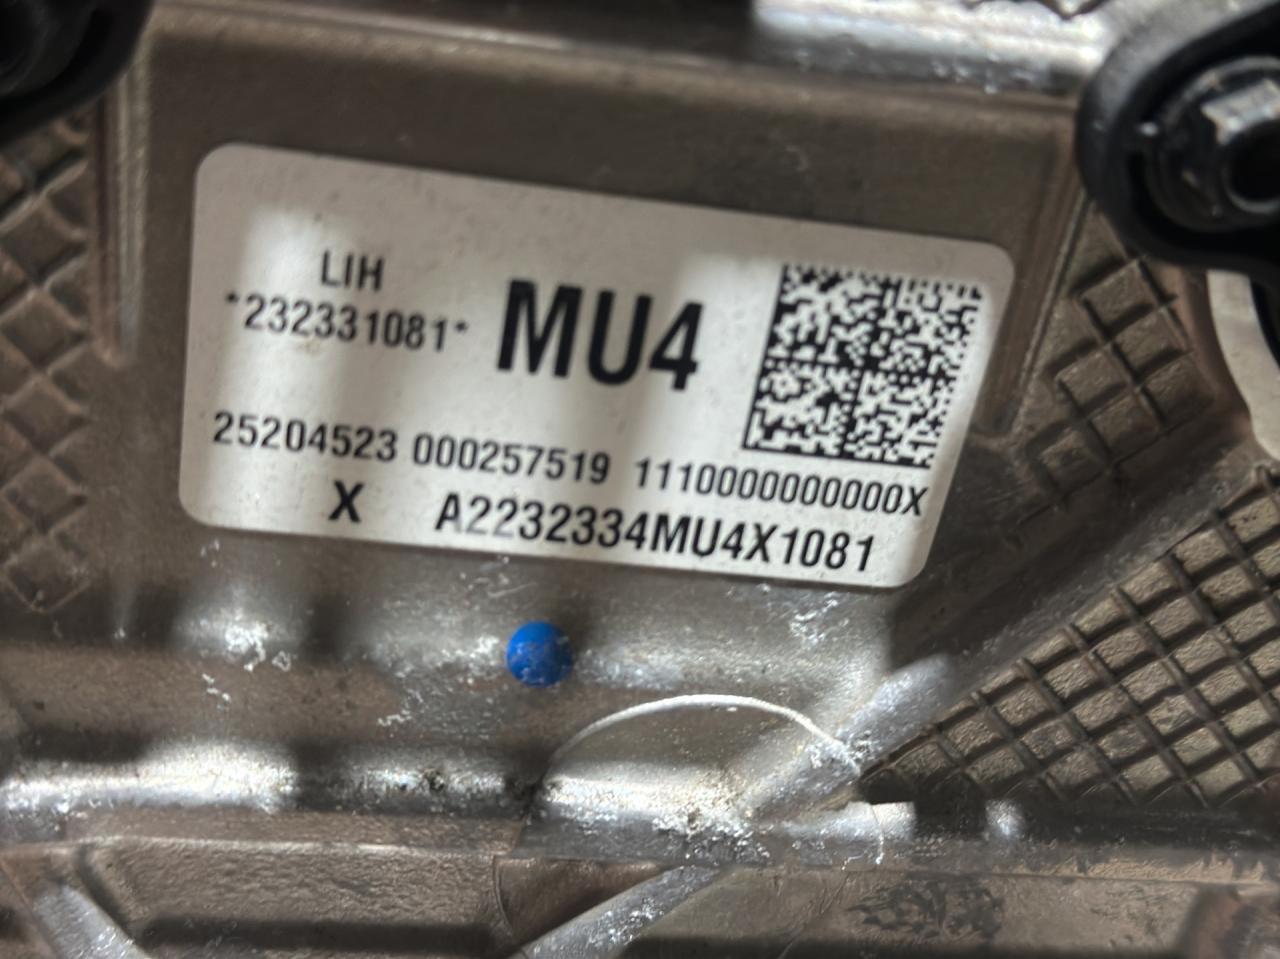 LIH
*232331081*
MU4
25204523 000257519 1110000000000X
X A2232334MU4X1081